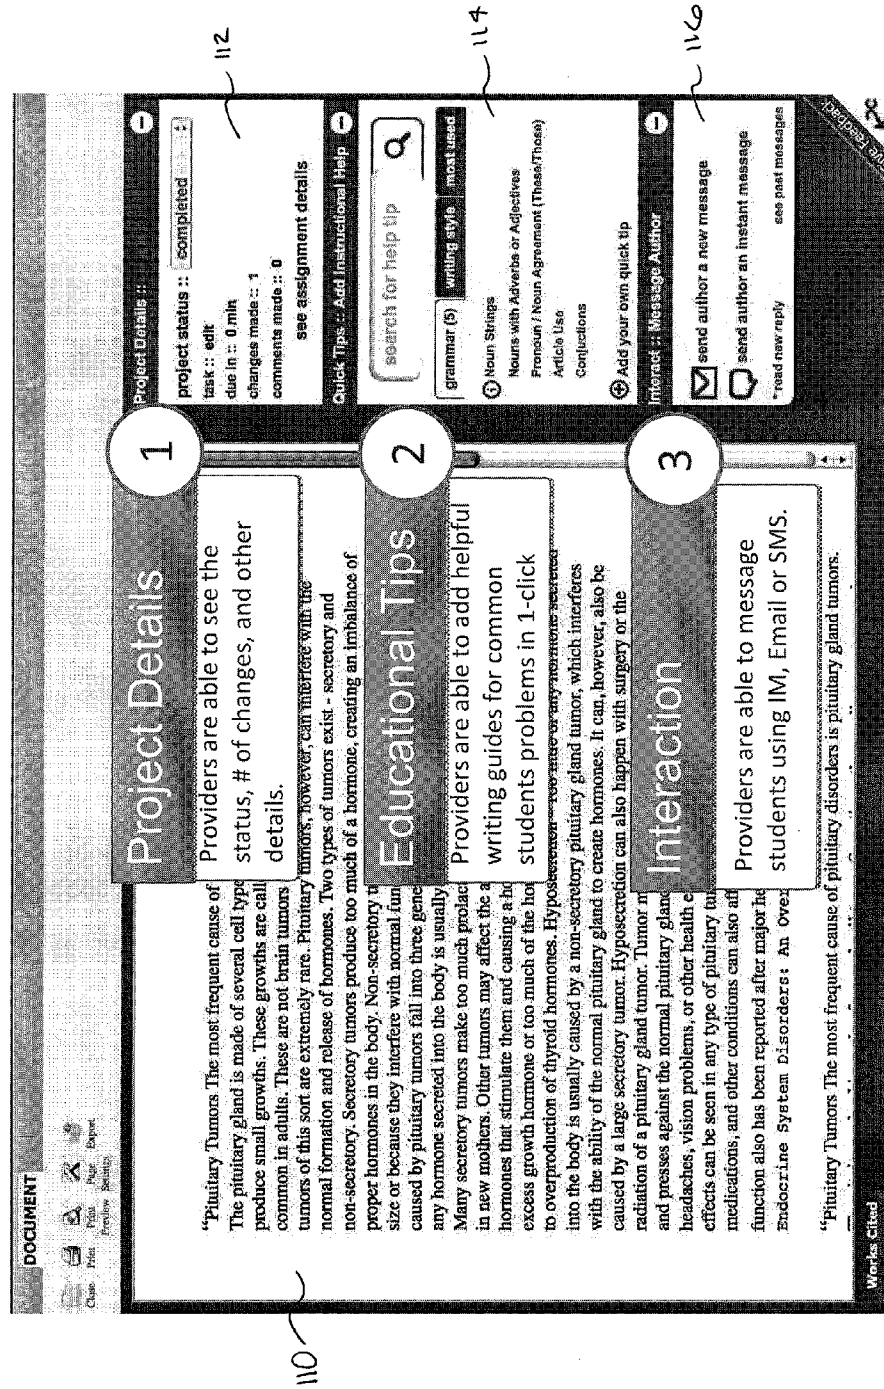 DOCUMENT
Close
Print
Print Preview
Page Settings
Export
110
"Pituitary Tumors The most frequent cause of
The pituitary gland is made of several cell type
produce small growths. These growths are call
common in adults. These are not brain tumors
tumors of this sort are extremely rare. Pituitary tumors, however, can interfere with the
normal formation and release of hormones. Two types of tumors exist - secretory and
non-secretory. Secretory tumors produce too much of a hormone, creating an imbalance of
proper hormones in the body. Non-secretory t
size or because they interfere with normal fun
caused by pituitary tumors fall into three gene
any hormone secreted into the body is usually
Many secretory tumors make too much prolac
in new mothers. Other tumors may affect the a
hormones that stimulate them and causing a ho
excess growth hormone or too much of the hor
to overproduction of thyroid hormones. Hyposecretion - too little or any hormone secreted
into the body is usually caused by a non-secretory pituitary gland tumor, which interferes
with the ability of the normal pituitary gland to create hormones. It can, however, also be
caused by a large secretory tumor. Hyposecretion can also happen with surgery or the
radiation of a pituitary gland tumor. Tumor m
and presses against the normal pituitary gland
headaches, vision problems, or other health e
effects can be seen in any type of pituitary tu
medications, and other conditions can also aff
function also has been reported after major he
Endocrine System Disorders: An Over
"Pituitary Tumors The most frequent cause of pituitary disorders is pituitary gland tumors.
Works Cited
Project Details
1
Providers are able to see the
status, # of changes, and other
details.
Educational Tips
2
Providers are able to add helpful
writing guides for common
students problems in 1-click
Interaction
3
Providers are able to message
students using IM, Email or SMS.
Project Details ::
project status :: completed
task :: edit
due in :: 0 min
changes made :: 1
comments made :: 0
see assignment details
112
Quick Tips :: Add Instructional Help
search for help tip
grammar (5) writing style most used
Noun Strings
Nouns with Adverbs or Adjectives
Pronoun / Noun Agreement (These/Those)
Article Use
Conjuctions
Add your own quick tip
114
Interact :: Message Author
send author a new message
send author an instant message
*read new reply see past messages
116
Feedback